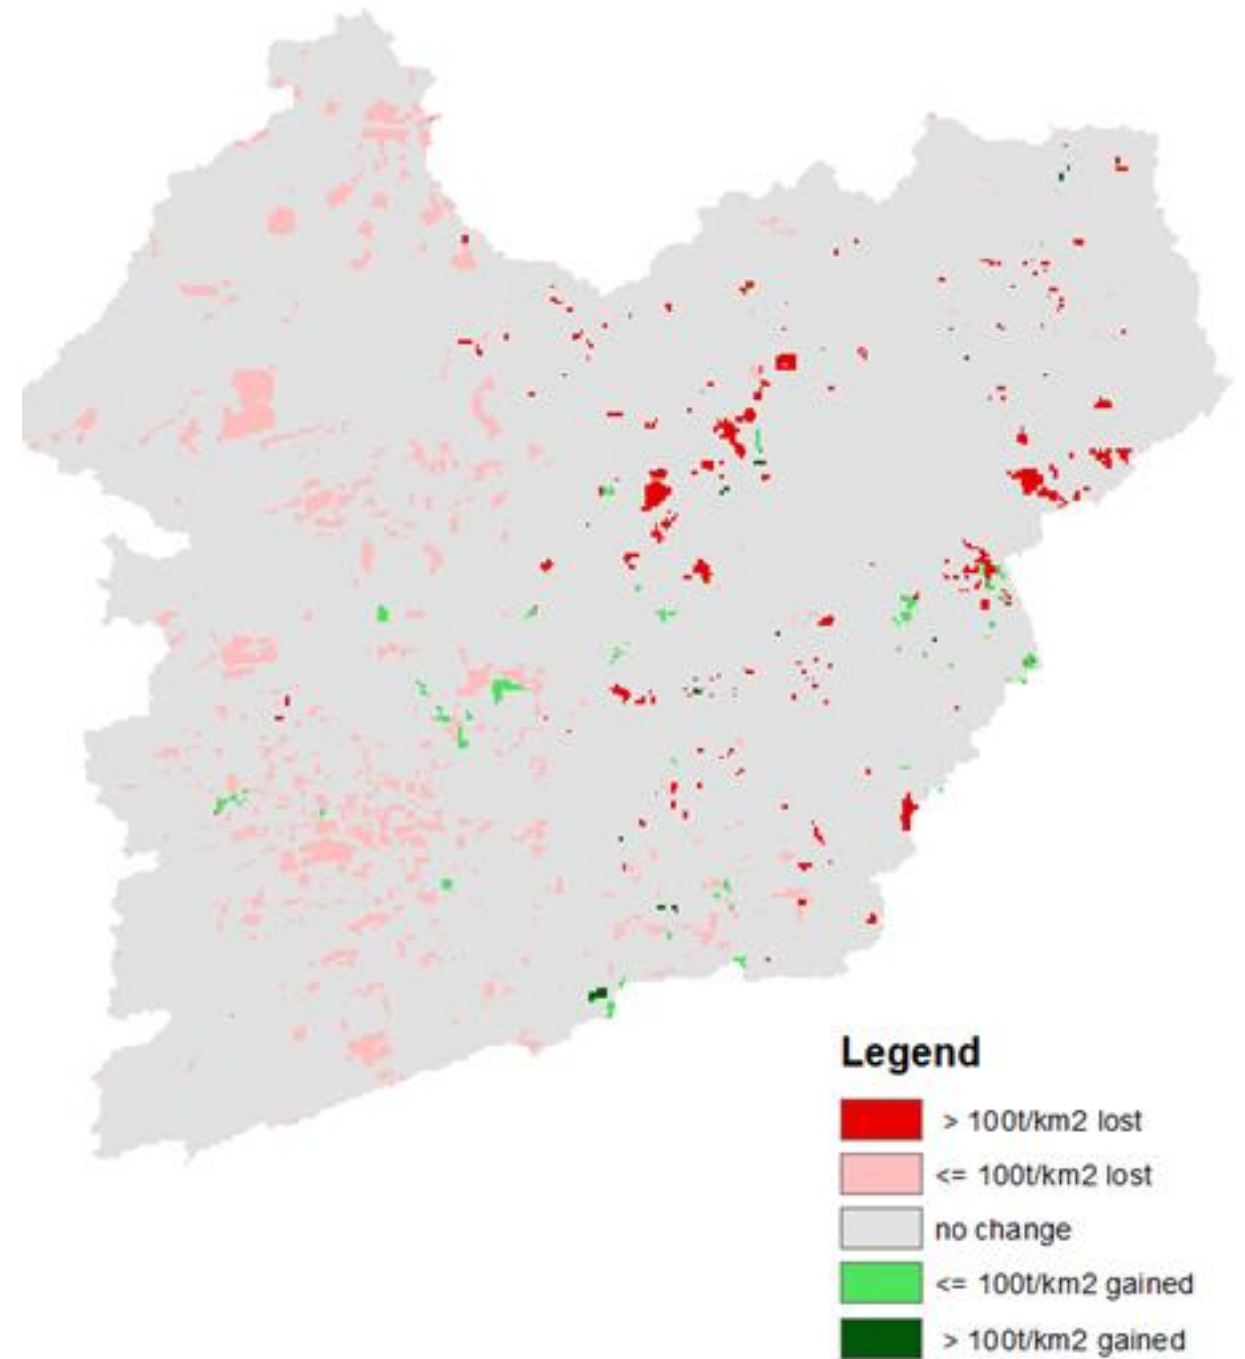 Legend
> 100t/km2 lost
<= 100t/km2 lost
no change
<= 100t/km2 gained
> 100t/km2 gained